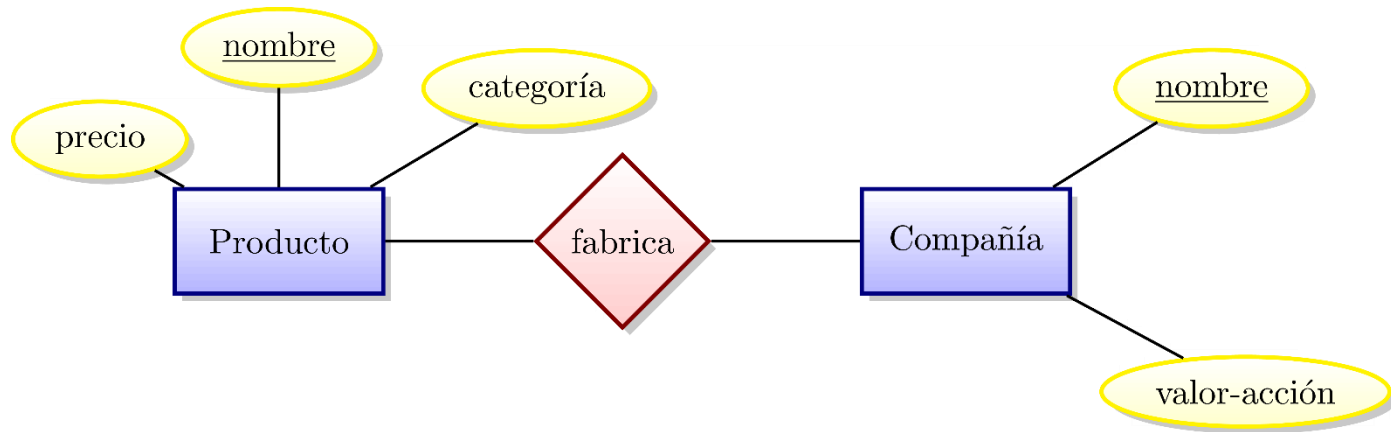 nombre
categoría
nombre
precio
Producto
fabrica
Compañía
valor-acción